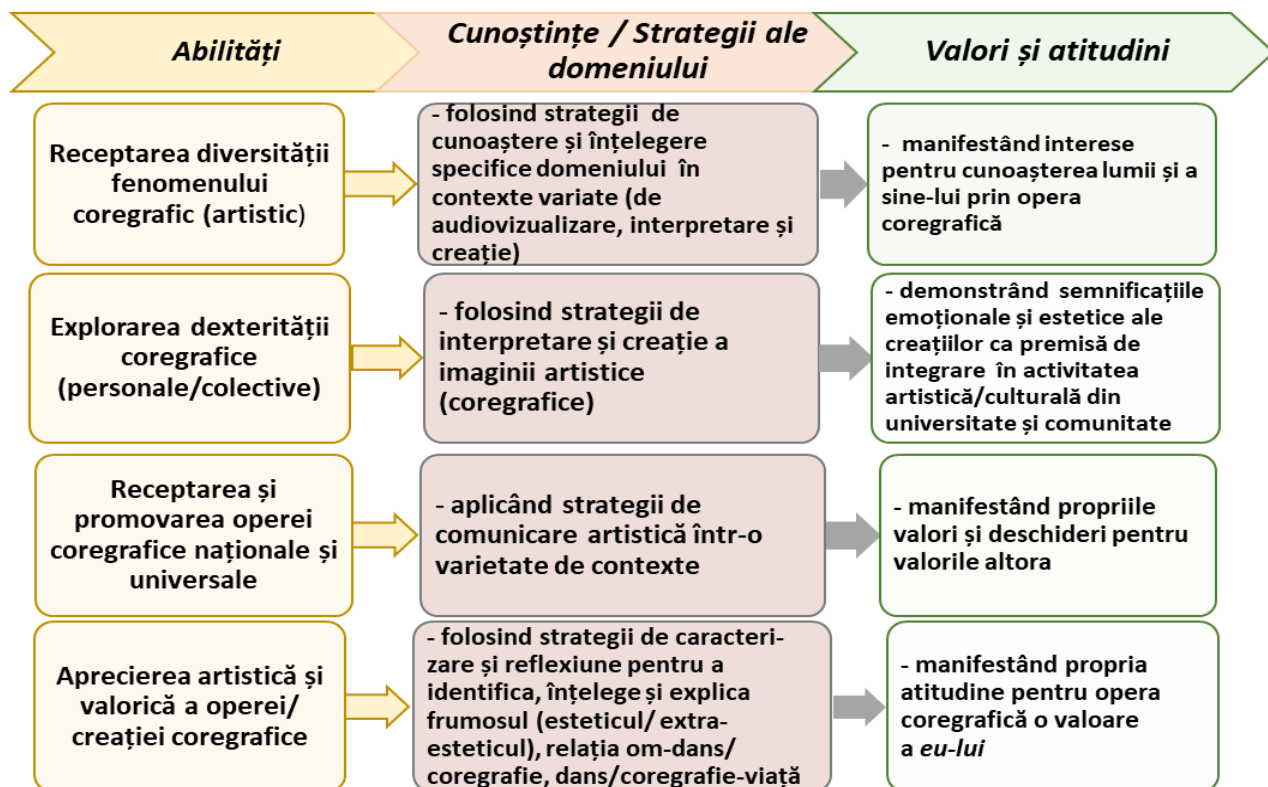 Abilități
Cunoștințe / Strategii ale
domeniului
Valori și atitudini
Receptarea diversității
fenomenului
coregrafic (artistic)
- folosind strategii de
cunoaștere și înțelegere
specifice domeniului în
contexte variate (de
audiovizualizare, interpretare și
creație)
- manifestând interese
pentru cunoașterea lumii și a
sine-lui prin opera
coregrafică
Explorarea dexterității
coregrafice
(personale/colective)
- folosind strategii de
interpretare și creație a
imaginii artistice
(coregrafice)
- demonstrând semnificațiile
emoționale și estetice ale
creațiilor ca premisă de
integrare în activitatea
artistică/culturală din
universitate și comunitate
Receptarea și
promovarea operei
coregrafice naționale și
universale
- aplicând strategii de
comunicare artistică într-o
varietate de contexte
- manifestând propriile
valori și deschideri pentru
valorile altora
Aprecierea artistică și
valorică a operei/
creației coregrafice
- folosind strategii de caracteri-
zare și reflexiune pentru a
identifica, înțelege și explica
frumosul (esteticul/ extra-
esteticul), relația om-dans/
coregrafie, dans/coregrafie-viață
- manifestând propria
atitudine pentru opera
coregrafică o valoare
a eu-lui